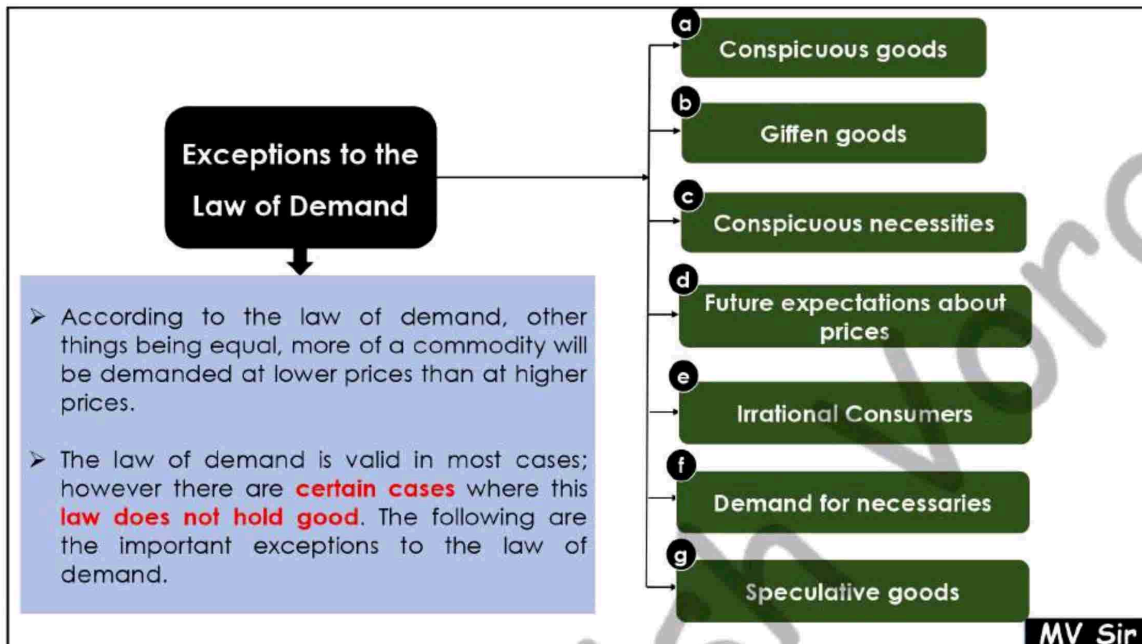 Exceptions to the
Law of Demand
➢ According to the law of demand, other
things being equal, more of a commodity will
be demanded at lower prices than at higher
prices.
➢ The law of demand is valid in most cases;
however there are certain cases where this
law does not hold good. The following are
the important exceptions to the law of
demand.
a
Conspicuous goods
b
Giffen goods
c
Conspicuous necessities
d
Future expectations about
prices
e
Irrational Consumers
f
Demand for necessaries
g
Speculative goods
MV Sir